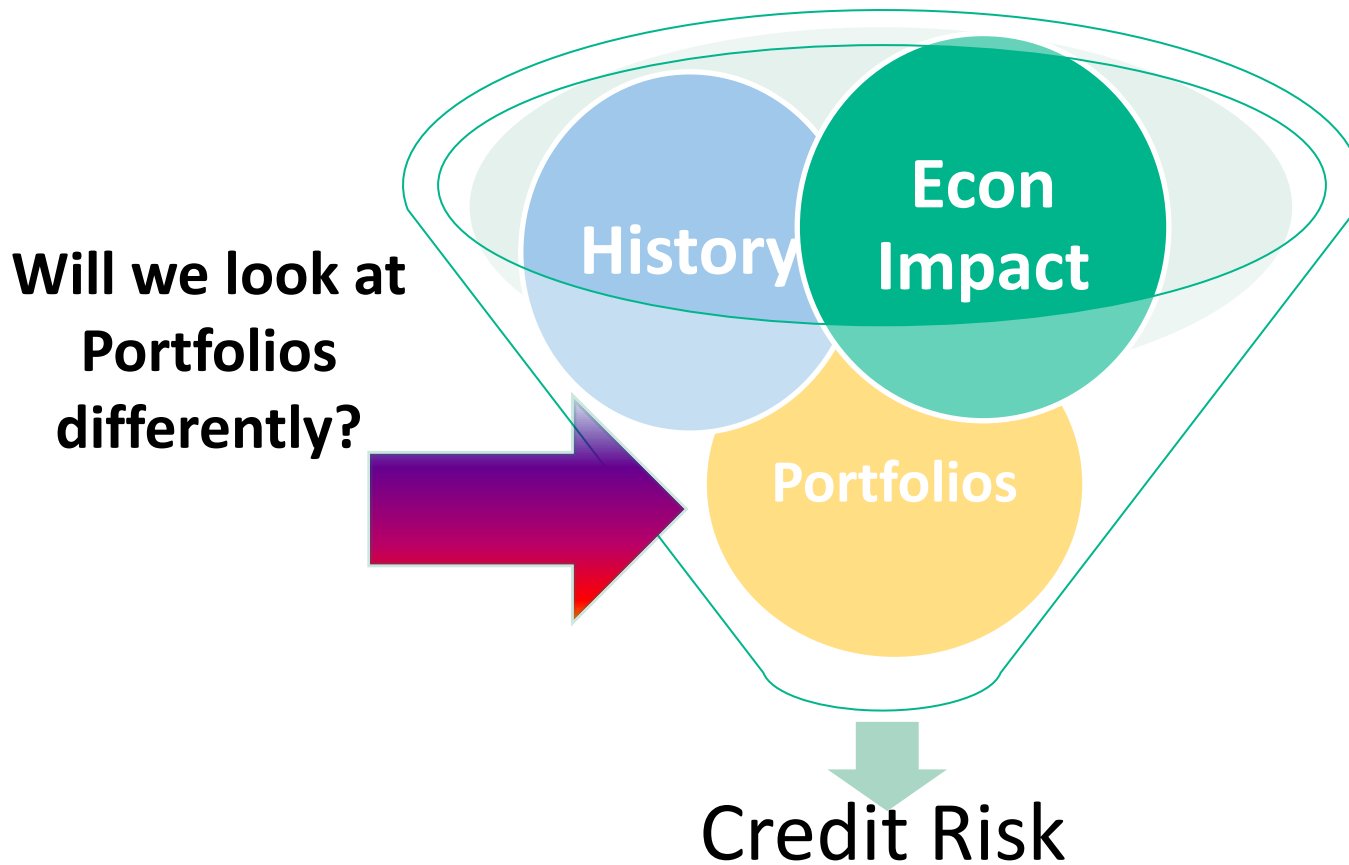 Will we look at
Portfolios
differently?
History
Econ
Impact
Portfolios
Credit Risk